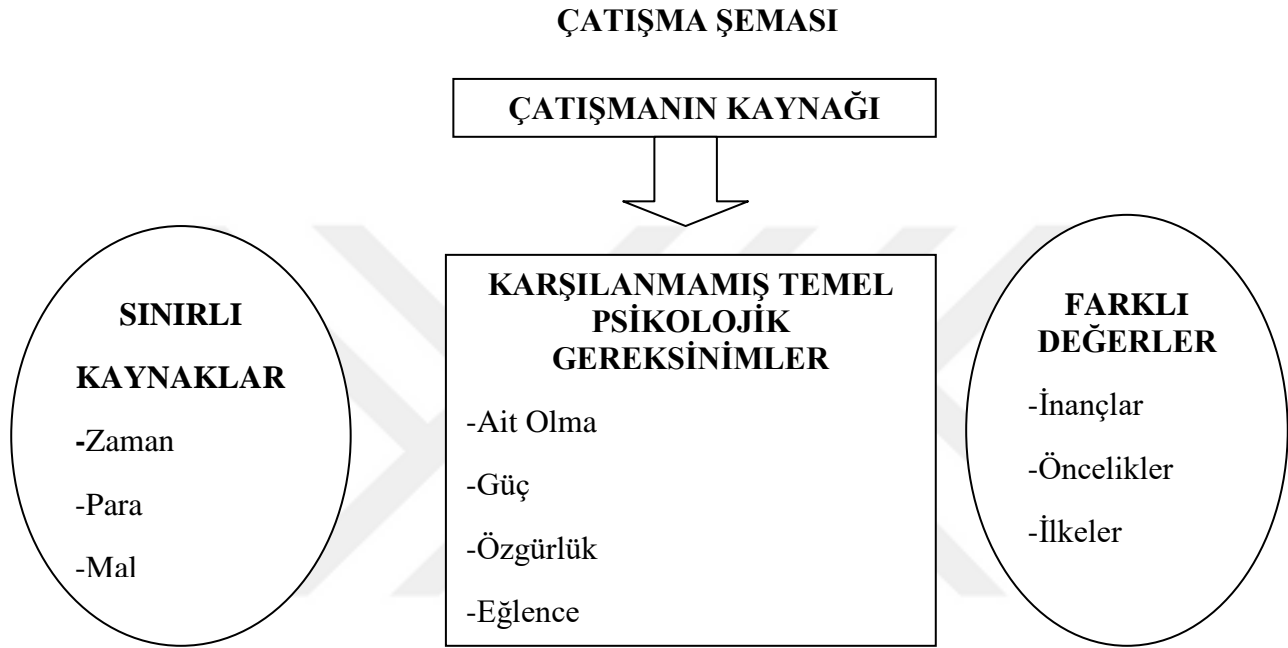 ÇATIŞMA ŞEMASI
ÇATIŞMANIN KAYNAĞI
SINIRLI
KAYNAKLAR
-Zaman
-Para
-Mal
KARŞILANMAMIŞ TEMEL
PSİKOLOJİK
GEREKSİNİMLER
-Ait Olma
-Güç
-Özgürlük
-Eğlence
FARKLI
DEĞERLER
-İnançlar
-Öncelikler
-İlkeler